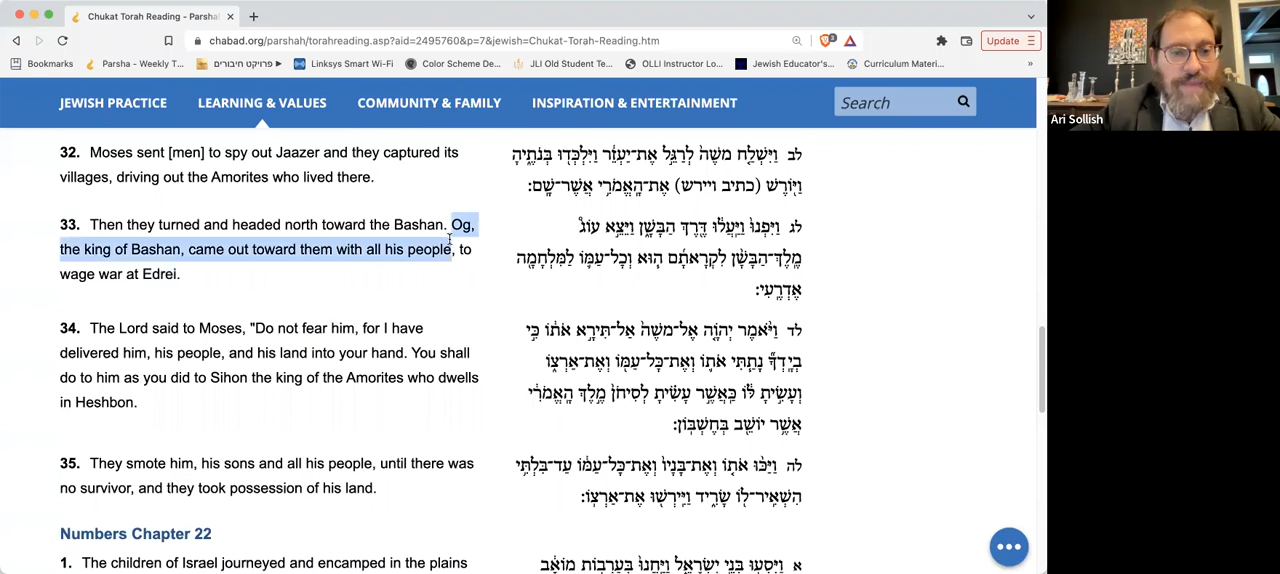 Chukat Torah Reading - Parsha
chabad.org/parshah/torahreading.asp?aid=2495760&p=7&jewish=Chukat-Torah-Reading.htm
Update
Bookmarks
Parsha - Weekly T...
פרוייקט חיבורים
Linksys Smart Wi-Fi
Color Scheme De...
JLI Old Student Te...
OLLI Instructor Lo...
Jewish Educator's...
Curriculum Materi...
JEWISH PRACTICE
LEARNING & VALUES
COMMUNITY & FAMILY
INSPIRATION & ENTERTAINMENT
Search
Ari Sollish
32. Moses sent [men] to spy out Jaazer and they captured its
villages, driving out the Amorites who lived there.
לב וַיִּשְׁלַ֤ח מֹשֶׁה֙ לְרַגֵּ֣ל אֶת־יַעְזֵ֔ר וַֽיִּלְכְּד֖וּ בְּנֹתֶ֑יהָ
וַיּ֖וֹרֶשׁ (כתיב ויירש) אֶת־הָֽאֱמֹרִ֥י אֲשֶׁר־שָֽׁם:
33. Then they turned and headed north toward the Bashan. Og,
the king of Bashan, came out toward them with all his people, to
wage war at Edrei.
לג וַיִּפְנוּ֙ וַיַּֽעֲל֔וּ דֶּ֖רֶךְ הַבָּשָׁ֑ן וַיֵּצֵ֣א עוֹג֩
מֶֽלֶךְ־הַבָּשָׁ֨ן לִקְרָאתָ֜ם ה֧וּא וְכָל־עַמּ֛וֹ לַמִּלְחָמָ֖ה
אֶדְרֶֽעִי:
34. The Lord said to Moses, "Do not fear him, for I have
delivered him, his people, and his land into your hand. You shall
do to him as you did to Sihon the king of the Amorites who dwells
in Heshbon.
לד וַיֹּ֨אמֶר יְהֹוָ֤ה אֶל־משֶׁה֙ אַל־תִּירָ֣א אֹת֔וֹ כִּ֣י
בְיָֽדְךָ֞ נָתַ֧תִּי אֹת֛וֹ וְאֶת־כָּל־עַמּ֖וֹ וְאֶת־אַרְצ֑וֹ
וְעָשִׂ֣יתָ לּ֔וֹ כַּֽאֲשֶׁ֣ר עָשִׂ֗יתָ לְסִיחֹן֙ מֶ֣לֶךְ הָֽאֱמֹרִ֔י
אֲשֶׁ֥ר יוֹשֵׁ֖ב בְּחֶשְׁבּֽוֹן:
35. They smote him, his sons and all his people, until there was
no survivor, and they took possession of his land.
לה וַיַּכּ֨וּ אֹת֤וֹ וְאֶת־בָּנָיו֙ וְאֶת־כָּל־עַמּ֔וֹ עַד־בִּלְתִּ֥י
הִשְׁאִֽיר־ל֖וֹ שָׂרִ֑יד וַיִּֽירְשׁ֖וּ אֶת־אַרְצֽוֹ:
Numbers Chapter 22
1. The children of Israel journeyed and encamped in the plains
א וַיִּסְע֖וּ בְּנֵ֣י יִשְׂרָאֵ֑ל וַֽיַּחֲנוּ֙ בְּעַרְב֣וֹת מוֹאָ֔ב